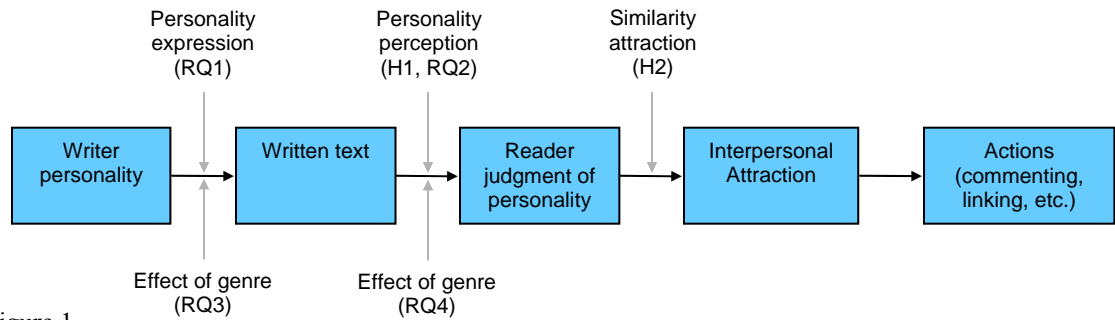 Personality
expression
(RQ1)
Personality
perception
(H1, RQ2)
Similarity
attraction
(H2)
Writer
personality
Written text
Reader
judgment of
personality
Interpersonal
Attraction
Actions
(commenting,
linking, etc.)
Effect of genre
(RQ3)
Effect of genre
(RQ4)